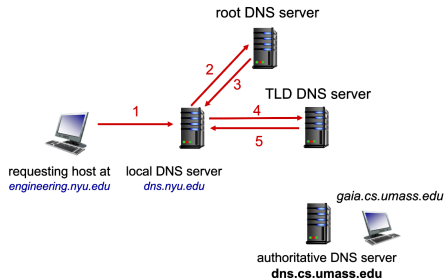 root DNS server
2
3
TLD DNS server
1
4
5
requesting host at
engineering.nyu.edu
local DNS server
dns.nyu.edu
gaia.cs.umass.edu
authoritative DNS server
dns.cs.umass.edu